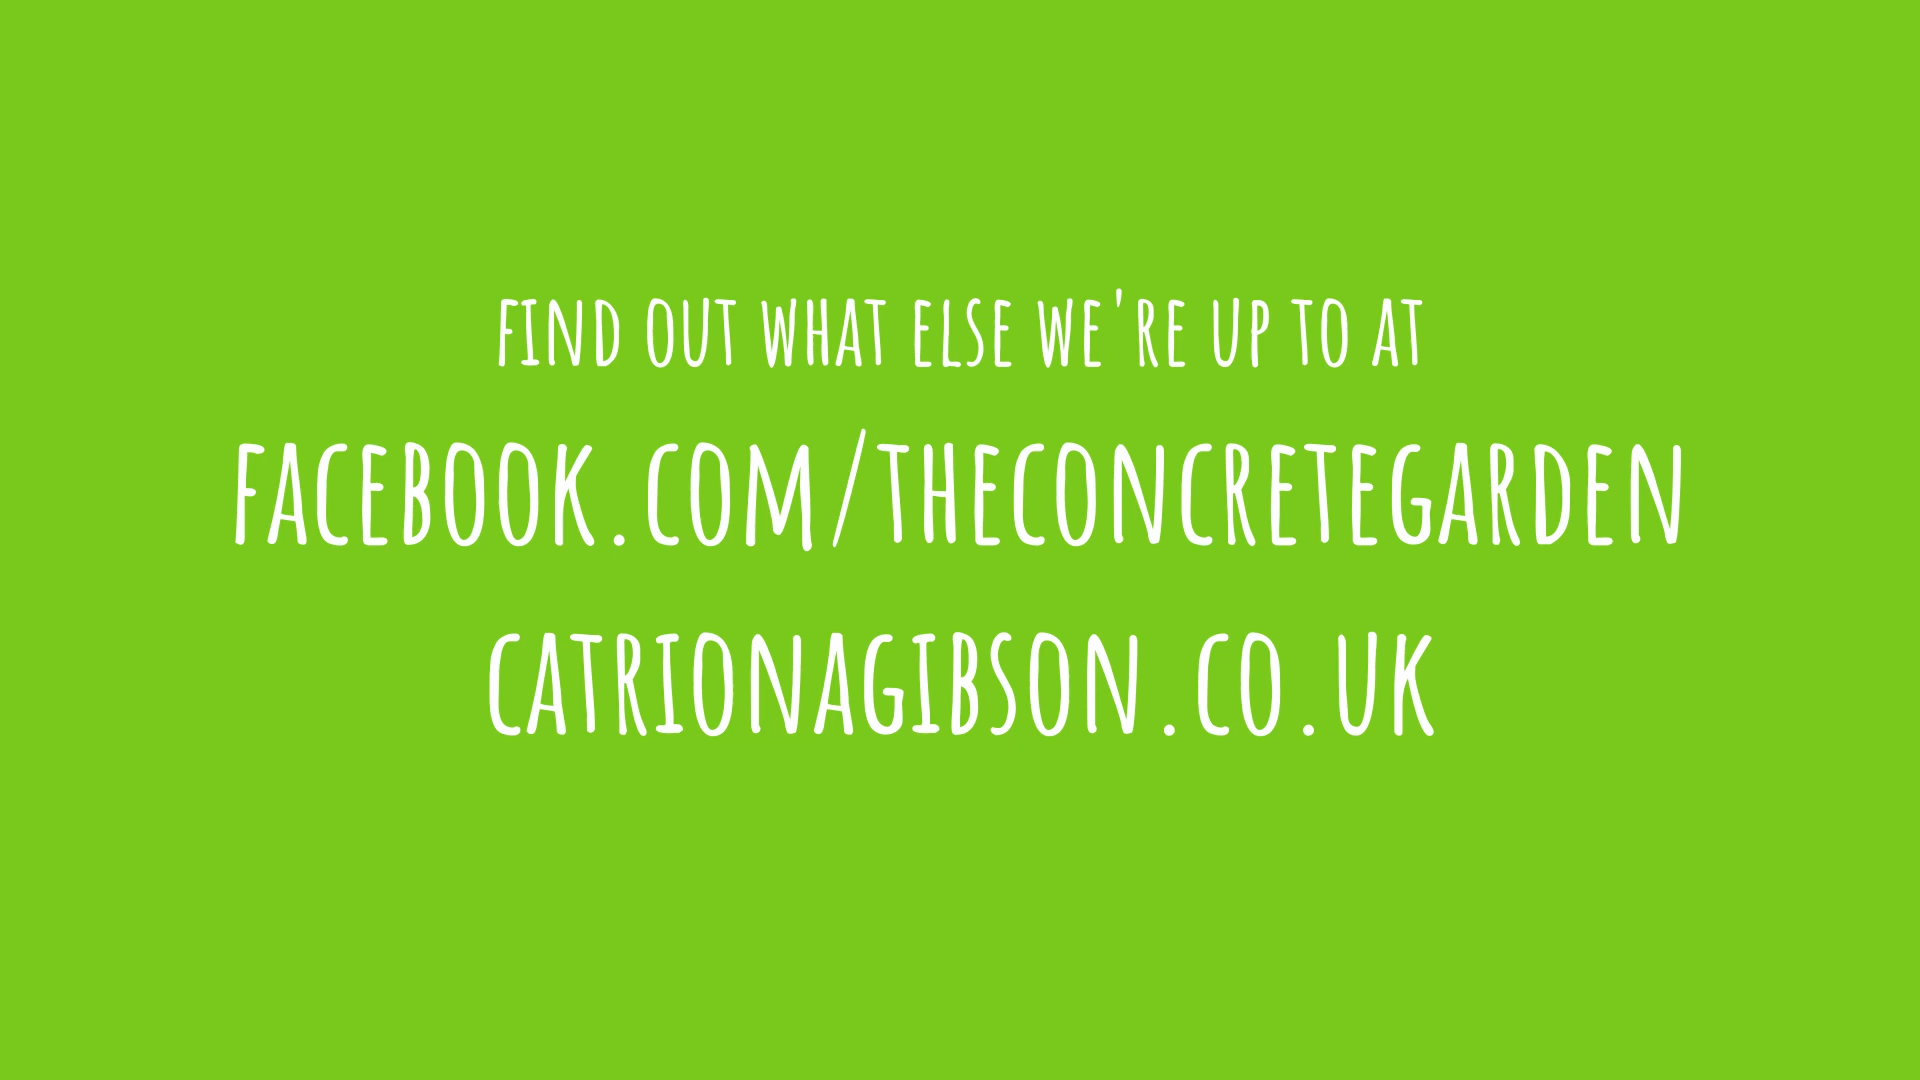 FIND OUT WHAT ELSE WE'RE UP TO AT
FACEBOOK.COM/THECONCRETEGARDEN
CATRIONAGIBSON.CO.UK